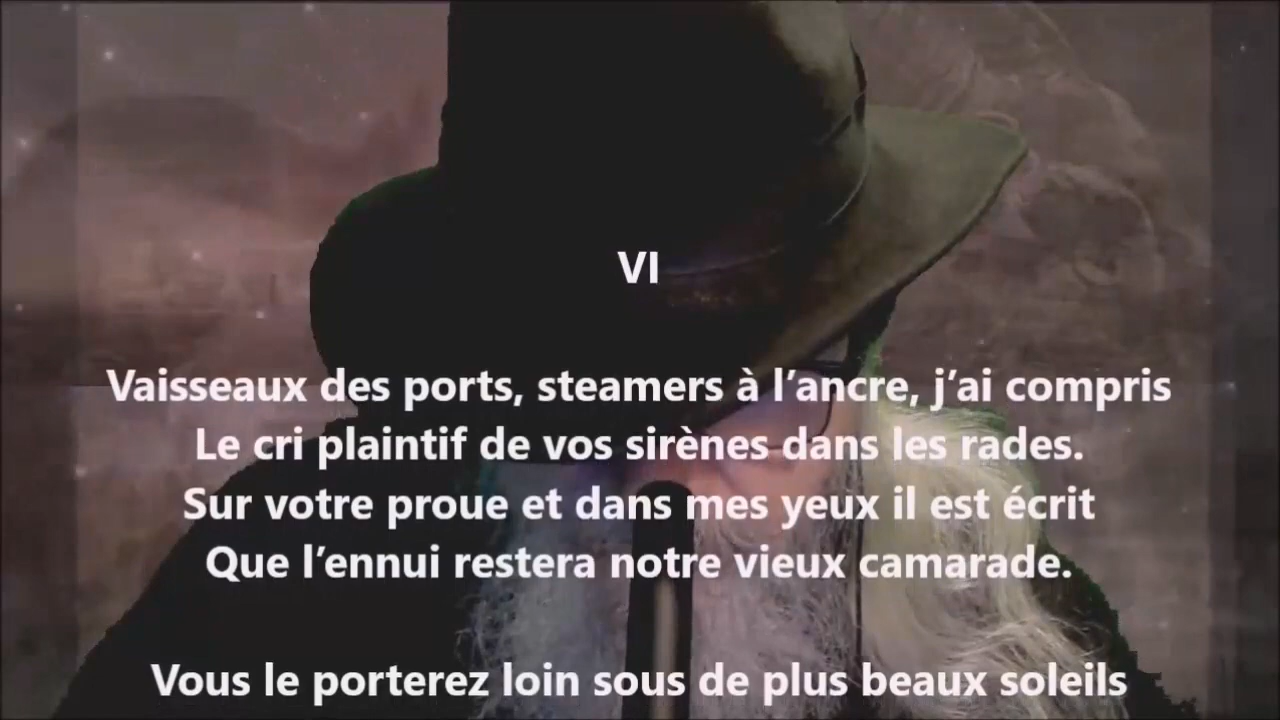 VI
Vaisseaux des ports, steamers à l’ancre, j’ai compris
Le cri plaintif de vos sirènes dans les rades.
Sur votre proue et dans mes yeux il est écrit
Que l’ennui restera notre vieux camarade.
Vous le porterez loin sous de plus beaux soleils